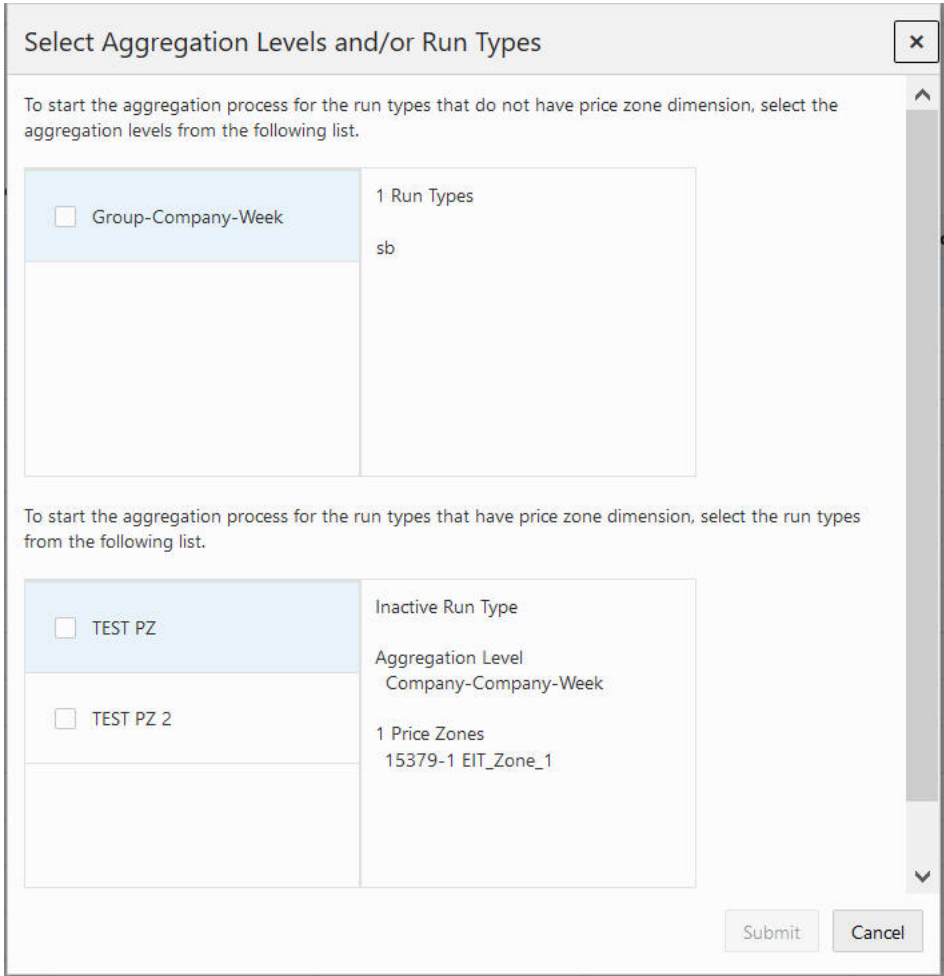 Select Aggregation Levels and/or Run Types
To start the aggregation process for the run types that do not have price zone dimension, select the
aggregation levels from the following list.
Group-Company-Week
1 Run Types
sb
To start the aggregation process for the run types that have price zone dimension, select the run types
from the following list.
TEST PZ
TEST PZ 2
Inactive Run Type
Aggregation Level
Company-Company-Week
1 Price Zones
15379-1 EIT_Zone_1
Submit
Cancel